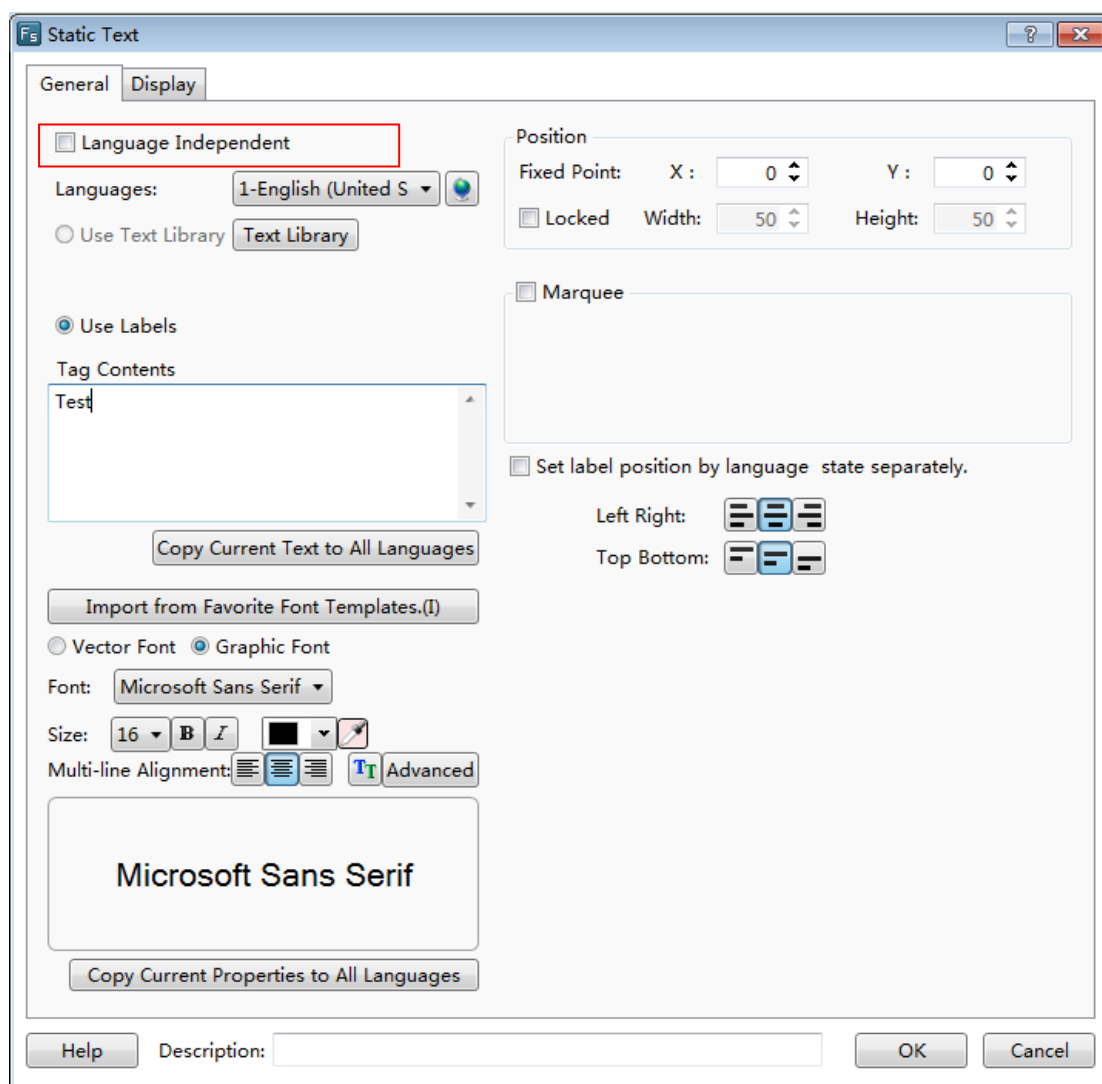 Fs Static Text
General Display
Language Independent
Languages: 1-English (United S
Use Text Library Text Library
Use Labels
Tag Contents
Test
Copy Current Text to All Languages
Import from Favorite Font Templates.(I)
Vector Font Graphic Font
Font: Microsoft Sans Serif
Size: 16 B I
Multi-line Alignment: TT Advanced
Microsoft Sans Serif
Copy Current Properties to All Languages
Position
Fixed Point: X : 0 Y : 0
Locked Width: 50 Height: 50
Marquee
Set label position by language state separately.
Left Right:
Top Bottom:
Help Description: OK Cancel